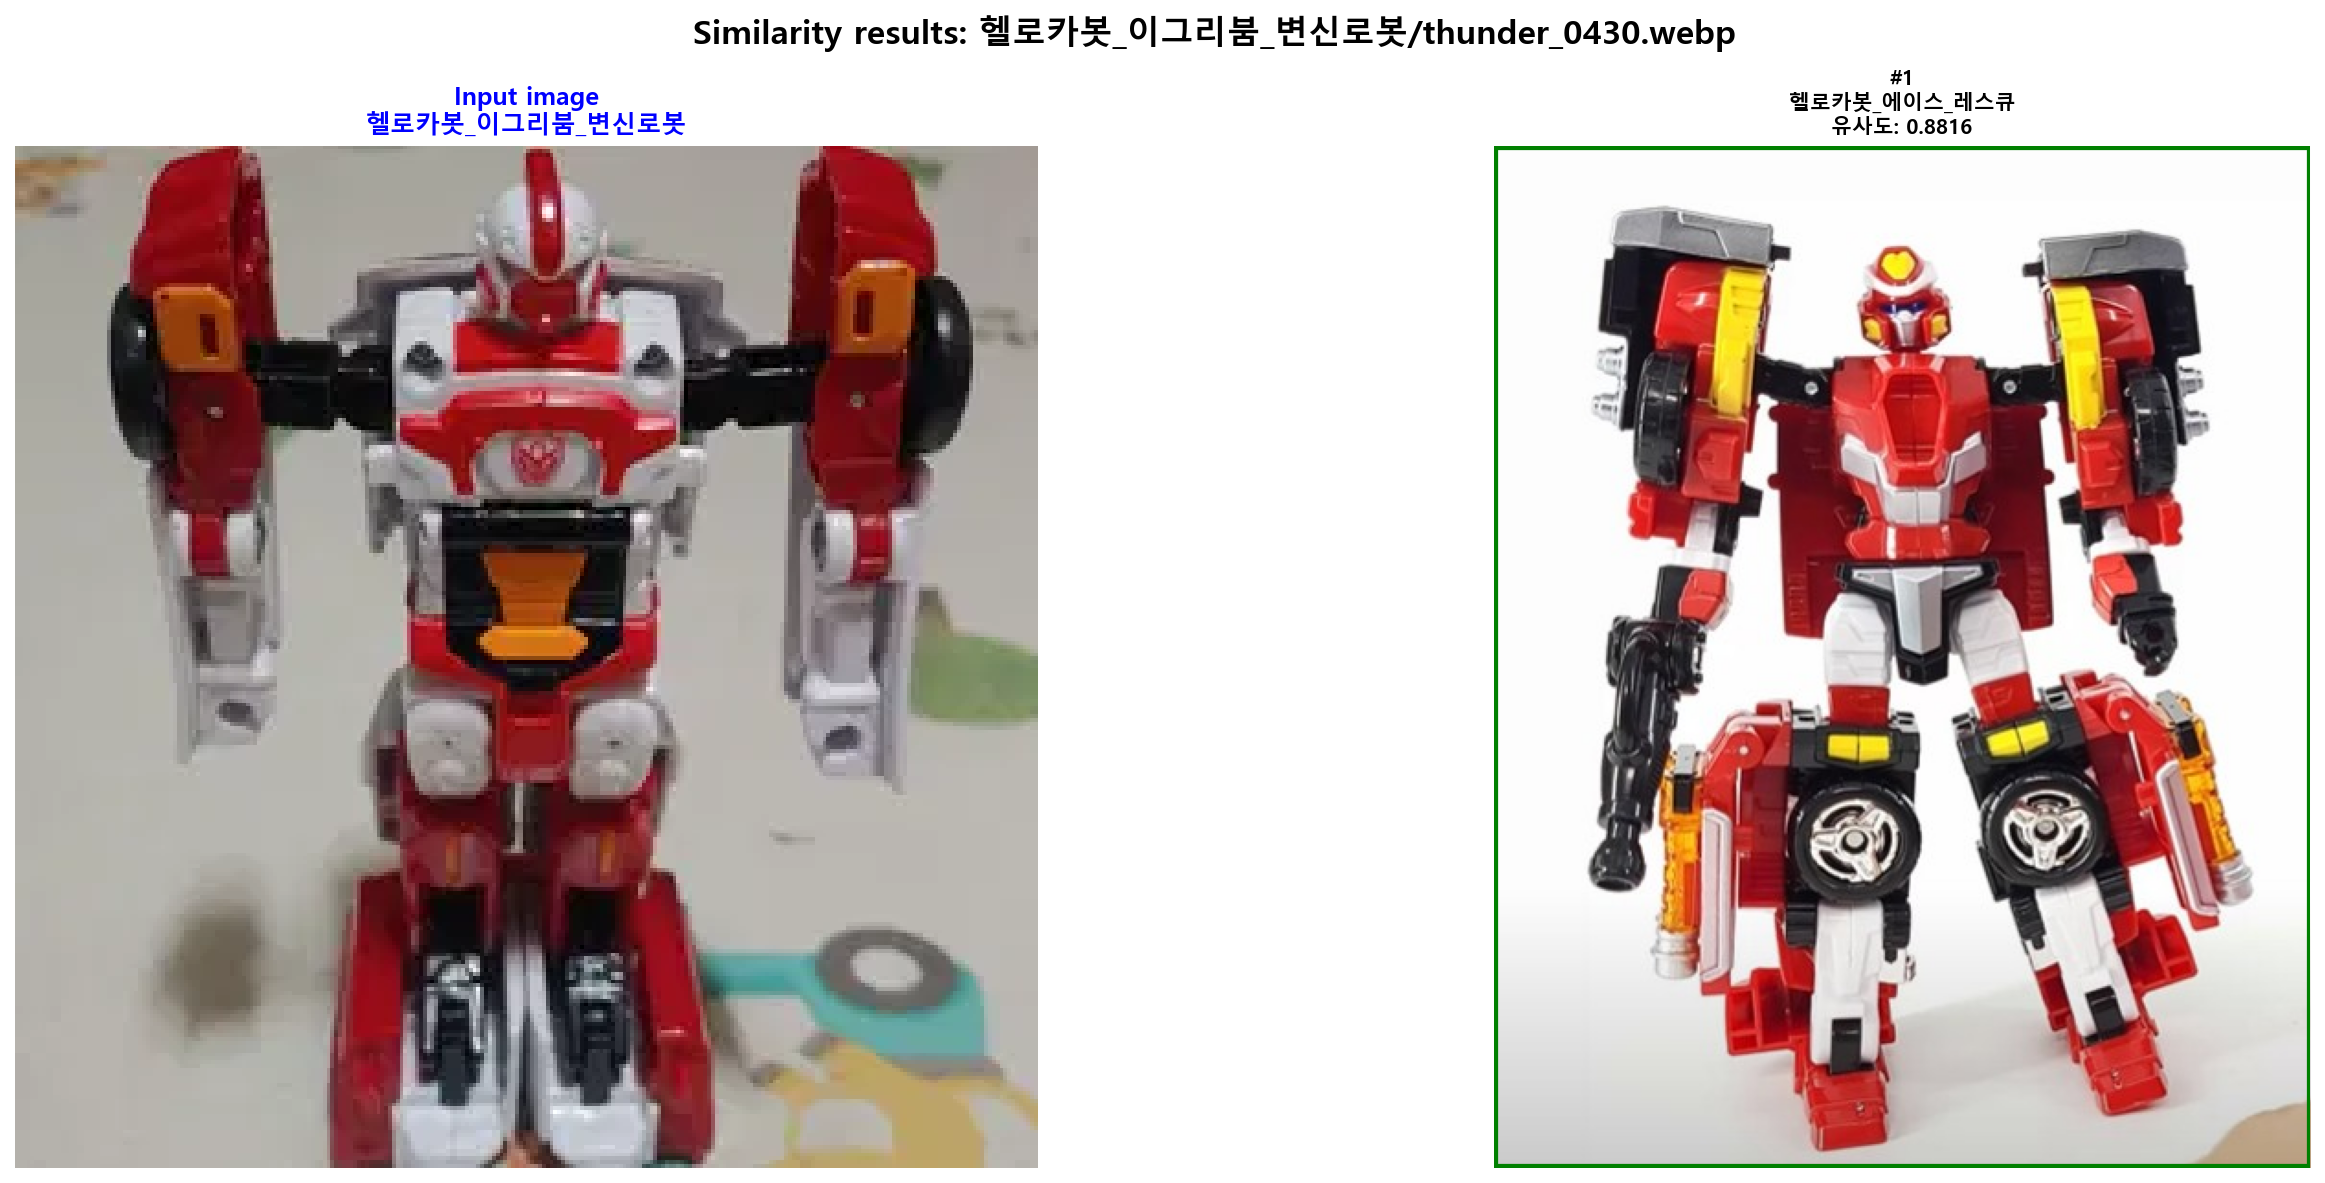 Similarity results: 헬로카봇_이그리붐_변신로봇/thunder_0430.webp
Input image
헬로카봇_이그리붐_변신로봇
#1
헬로카봇_에이스_레스큐
유사도: 0.8816